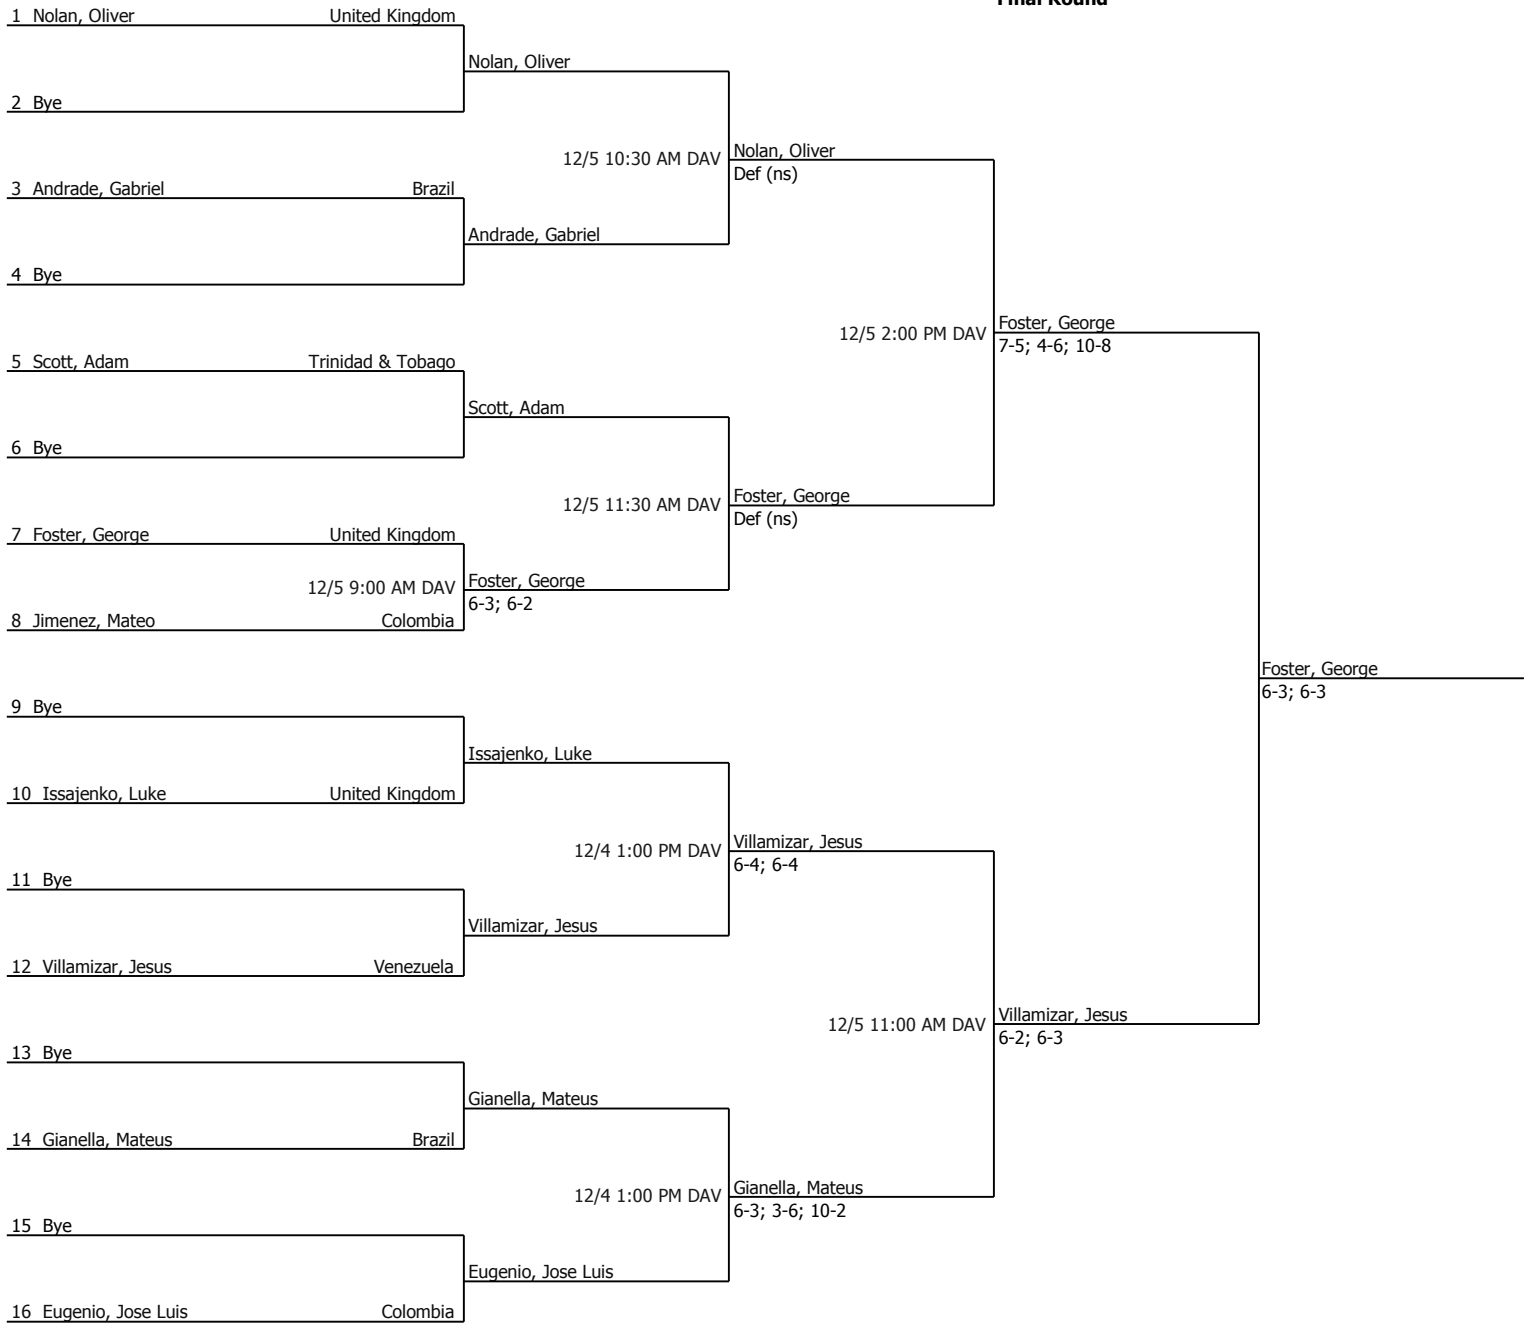 Final Round
1 Nolan, Oliver United Kingdom
Nolan, Oliver
2 Bye
12/5 10:30 AM DAV Nolan, Oliver
Def (ns)
3 Andrade, Gabriel Brazil
Andrade, Gabriel
4 Bye
12/5 2:00 PM DAV Foster, George
7-5; 4-6; 10-8
5 Scott, Adam Trinidad & Tobago
Scott, Adam
6 Bye
12/5 11:30 AM DAV Foster, George
Def (ns)
7 Foster, George United Kingdom
12/5 9:00 AM DAV Foster, George
6-3; 6-2
8 Jimenez, Mateo Colombia
Foster, George
6-3; 6-3
9 Bye
Issajenko, Luke
10 Issajenko, Luke United Kingdom
12/4 1:00 PM DAV Villamizar, Jesus
6-4; 6-4
11 Bye
Villamizar, Jesus
12 Villamizar, Jesus Venezuela
12/5 11:00 AM DAV Villamizar, Jesus
6-2; 6-3
13 Bye
Gianella, Mateus
14 Gianella, Mateus Brazil
12/4 1:00 PM DAV Gianella, Mateus
6-3; 3-6; 10-2
15 Bye
Eugenio, Jose Luis
16 Eugenio, Jose Luis Colombia